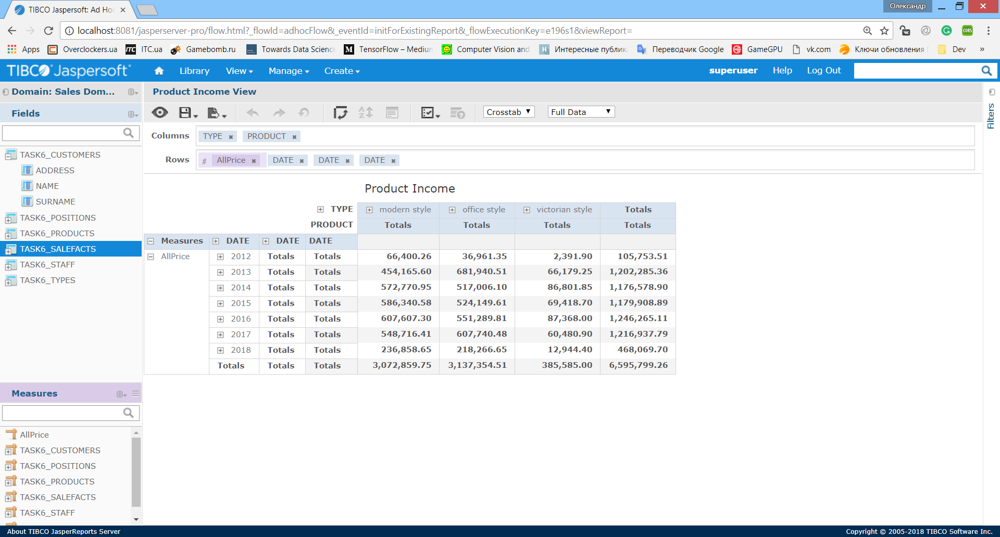 TIBCO Jaspersoft: Ad Hoc
Олександр
localhost:8081/jasperserver-pro/flow.html?_flowId=adhocFlow&_eventId=initForExistingReport&_flowExecutionKey=e196s1&viewReport=
CORS
Apps Overclockers.ua ITC ITC.ua Gamebomb.ru Towards Data Science M TensorFlow – Medium Computer Vision and H Интересные публика Переводчик Google GameGPU vk.com Ключи обновления Dev »
TIBCO Jaspersoft Library View Manage Create superuser Help Log Out
Domain: Sales Dom...
Product Income View
Fields
Crosstab Full Data
Filters
Columns TYPE PRODUCT
Rows # AllPrice DATE DATE DATE
TASK6_CUSTOMERS
ADDRESS
NAME
SURNAME
TASK6_POSITIONS
TASK6_PRODUCTS
TASK6_SALEFACTS
TASK6_STAFF
TASK6_TYPES
Product Income
TYPE modern style office style victorian style Totals
PRODUCT Totals Totals Totals Totals
Measures DATE DATE DATE
AllPrice 2012 Totals Totals 66,400.26 36,961.35 2,391.90 105,753.51
2013 Totals Totals 454,165.60 681,940.51 66,179.25 1,202,285.36
2014 Totals Totals 572,770.95 517,006.10 86,801.85 1,176,578.90
2015 Totals Totals 586,340.58 524,149.61 69,418.70 1,179,908.89
2016 Totals Totals 607,607.30 551,289.81 87,368.00 1,246,265.11
2017 Totals Totals 548,716.41 607,740.48 60,480.90 1,216,937.79
2018 Totals Totals 236,858.65 218,266.65 12,944.40 468,069.70
Totals Totals Totals 3,072,859.75 3,137,354.51 385,585.00 6,595,799.26
Measures
AllPrice
TASK6_CUSTOMERS
TASK6_POSITIONS
TASK6_PRODUCTS
TASK6_SALEFACTS
TASK6_STAFF
About TIBCO JasperReports Server
Copyright © 2005-2018 TIBCO Software Inc.